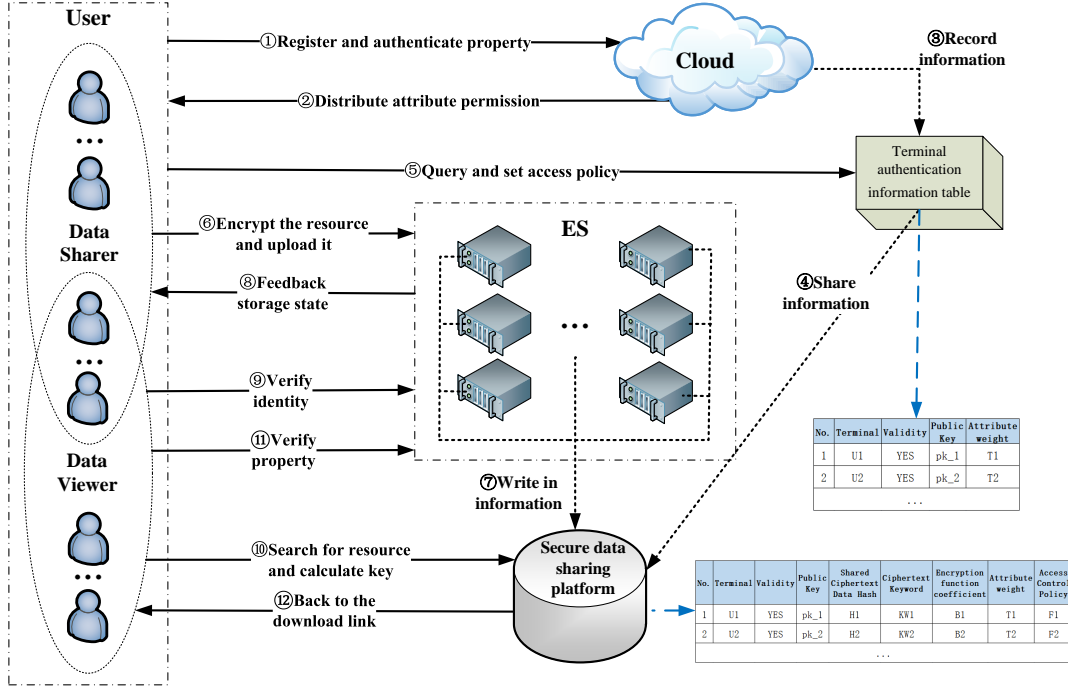 User
①Register and authenticate property
Cloud
③Record
information
②Distribute attribute permission
Terminal
authentication
information table
⑤Query and set access policy
...
Data
Sharer
⑥Encrypt the resource
and upload it
ES
④Share
information
⑧Feedback
storage state
...
...
⑨Verify
identity
⑪Verify
property
Data
Viewer
No. Terminal Validity Public Key Attribute weight
1 U1 YES pk_1 T1
2 U2 YES pk_2 T2
...
⑦Write in
information
⑩Search for resource
and calculate key
Secure data
sharing
platform
...
⑫Back to the
download link
No. Terminal Validity Public Key Shared Ciphertext Data Hash Ciphertext Keyword Encryption function coefficient Attribute weight Access Control Policy
1 U1 YES pk_1 H1 KW1 B1 T1 F1
2 U2 YES pk_2 H2 KW2 B2 T2 F2
...